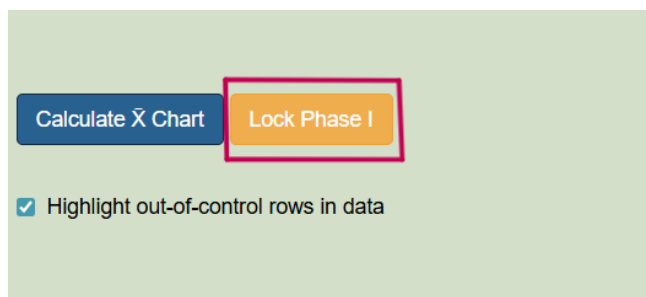 Calculate X̄ Chart Lock Phase I
Highlight out-of-control rows in data